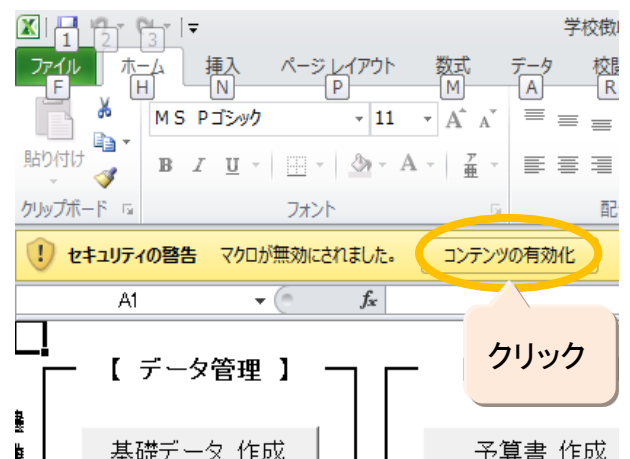 学校徴収
1 2 3
ファイル ホーム 挿入 ページ レイアウト 数式 データ 校閲
F H N P M A R
ＭＳ Ｐゴシック 11 A A
貼り付け B I U A ア亜
クリップボード フォント 配
セキュリティの警告 マクロが無効にされました。 コンテンツの有効化
A1 fx
クリック
【 データ管理 】 【
基礎データ 作成 予算書 作成